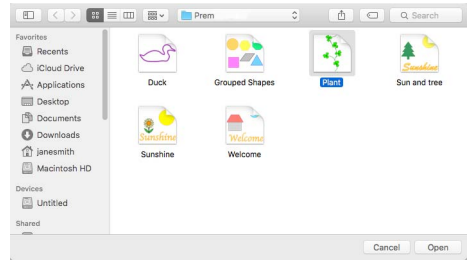 Prem
Search
Favorites
Recents
iCloud Drive
Applications
Desktop
Documents
Downloads
janesmith
Macintosh HD
Devices
Untitled
Shared
Duck
Grouped Shapes
Plant
Sunshine
Sun and tree
Sunshine
Sunshine
Welcome
Welcome
Cancel
Open